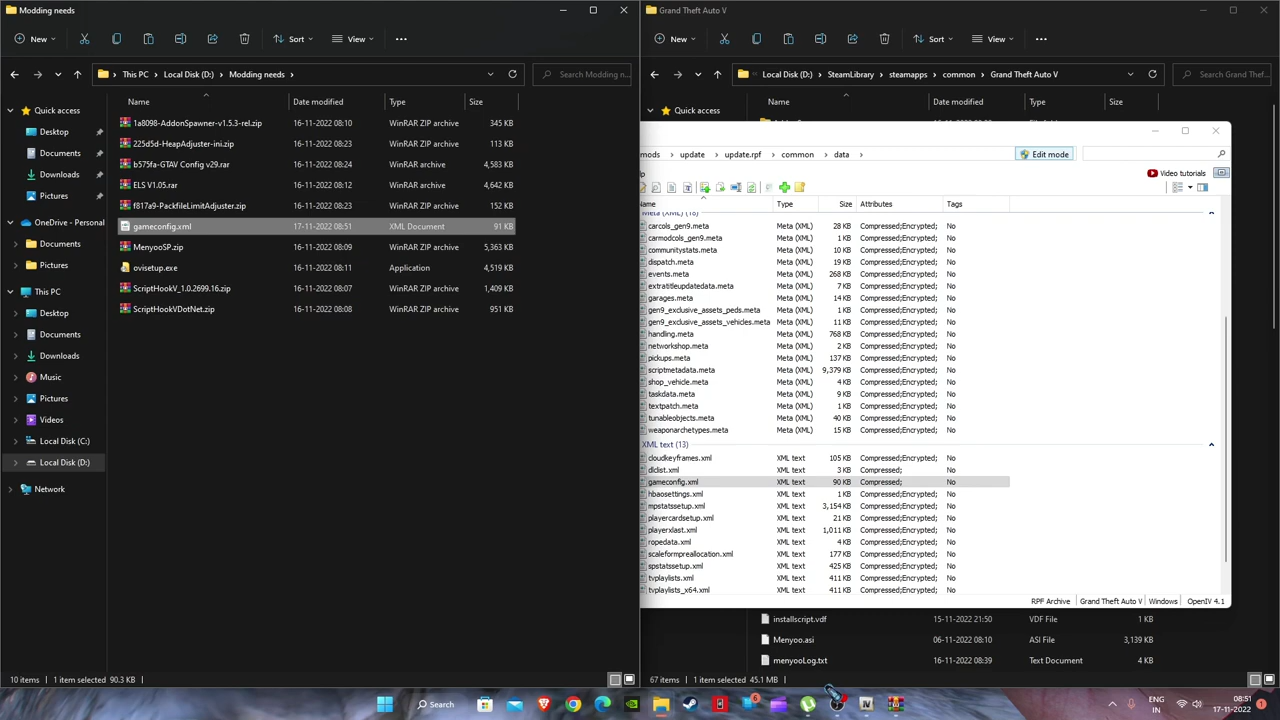 Modding needs
New
Sort
View
This PC
Local Disk (D:)
Modding needs
Search Modding n...
Name
Date modified
Type
Size
Quick access
Desktop
Documents
Downloads
Pictures
OneDrive - Personal
Documents
Pictures
This PC
Desktop
Documents
Downloads
Music
Pictures
Videos
Local Disk (C:)
Local Disk (D:)
Network
1a8098-AddonSpawner-v1.5.3-rel.zip 16-11-2022 08:10 WinRAR ZIP archive 345 KB
225d5d-HeapAdjuster-ini.zip 16-11-2022 08:23 WinRAR ZIP archive 113 KB
b575fa-GTAV Config v29.rar 16-11-2022 08:24 WinRAR archive 4,583 KB
ELS V1.05.rar 16-11-2022 08:12 WinRAR archive 4,642 KB
f817a9-PackfileLimitAdjuster.zip 16-11-2022 08:23 WinRAR ZIP archive 152 KB
gameconfig.xml 17-11-2022 08:51 XML Document 91 KB
MenyooSP.zip 16-11-2022 08:09 WinRAR ZIP archive 5,363 KB
ovisetup.exe 16-11-2022 08:11 Application 4,519 KB
ScriptHookV_1.0.2699.16.zip 16-11-2022 08:07 WinRAR ZIP archive 1,409 KB
ScriptHookVDotNet.zip 16-11-2022 08:08 WinRAR ZIP archive 951 KB
10 items 1 item selected 90.3 KB
Grand Theft Auto V
New
Sort
View
Local Disk (D:)
SteamLibrary
steamapps
common
Grand Theft Auto V
Search Grand Thef...
Name
Date modified
Type
Size
Quick access
mods
update
update.rpf
common
data
Edit mode
Video tutorials
Name Type Size Attributes Tags
Meta (XML) (18)
carcols_gen9.meta Meta (XML) 28 KB Compressed;Encrypted; No
carmodcols_gen9.meta Meta (XML) 3 KB Compressed;Encrypted; No
communitystats.meta Meta (XML) 10 KB Compressed;Encrypted; No
dispatch.meta Meta (XML) 19 KB Compressed;Encrypted; No
events.meta Meta (XML) 268 KB Compressed;Encrypted; No
extratitleupdatedata.meta Meta (XML) 7 KB Compressed;Encrypted; No
garages.meta Meta (XML) 14 KB Compressed;Encrypted; No
gen9_exclusive_assets_peds.meta Meta (XML) 1 KB Compressed;Encrypted; No
gen9_exclusive_assets_vehicles.meta Meta (XML) 11 KB Compressed;Encrypted; No
handling.meta Meta (XML) 768 KB Compressed;Encrypted; No
networkshop.meta Meta (XML) 2 KB Compressed;Encrypted; No
pickups.meta Meta (XML) 137 KB Compressed;Encrypted; No
scriptmetadata.meta Meta (XML) 9,379 KB Compressed;Encrypted; No
shop_vehicle.meta Meta (XML) 4 KB Compressed;Encrypted; No
taskdata.meta Meta (XML) 9 KB Compressed;Encrypted; No
textpatch.meta Meta (XML) 1 KB Compressed;Encrypted; No
tunableobjects.meta Meta (XML) 40 KB Compressed;Encrypted; No
weaponarchetypes.meta Meta (XML) 15 KB Compressed;Encrypted; No
XML text (13)
cloudkeyframes.xml XML text 105 KB Compressed;Encrypted; No
dlclist.xml XML text 3 KB Compressed; No
gameconfig.xml XML text 90 KB Compressed; No
hbaosettings.xml XML text 1 KB Compressed;Encrypted; No
mpstatssetup.xml XML text 3,154 KB Compressed;Encrypted; No
playercardsetup.xml XML text 21 KB Compressed;Encrypted; No
playerxlast.xml XML text 1,011 KB Compressed;Encrypted; No
ropedata.xml XML text 4 KB Compressed;Encrypted; No
scaleformpreallocation.xml XML text 177 KB Compressed;Encrypted; No
spstatssetup.xml XML text 425 KB Compressed;Encrypted; No
tvplaylists.xml XML text 411 KB Compressed;Encrypted; No
tvplaylists_x64.xml XML text 411 KB Compressed;Encrypted; No
RPF Archive Grand Theft Auto V Windows OpenIV 4.1
installscript.vdf 15-11-2022 21:50 VDF File 1 KB
Menyoo.asi 06-11-2022 08:10 ASI File 3,139 KB
menyooLog.txt 16-11-2022 08:39 Text Document 4 KB
67 items 1 item selected 45.1 MB
Search
ENG
IN
08:51
17-11-2022